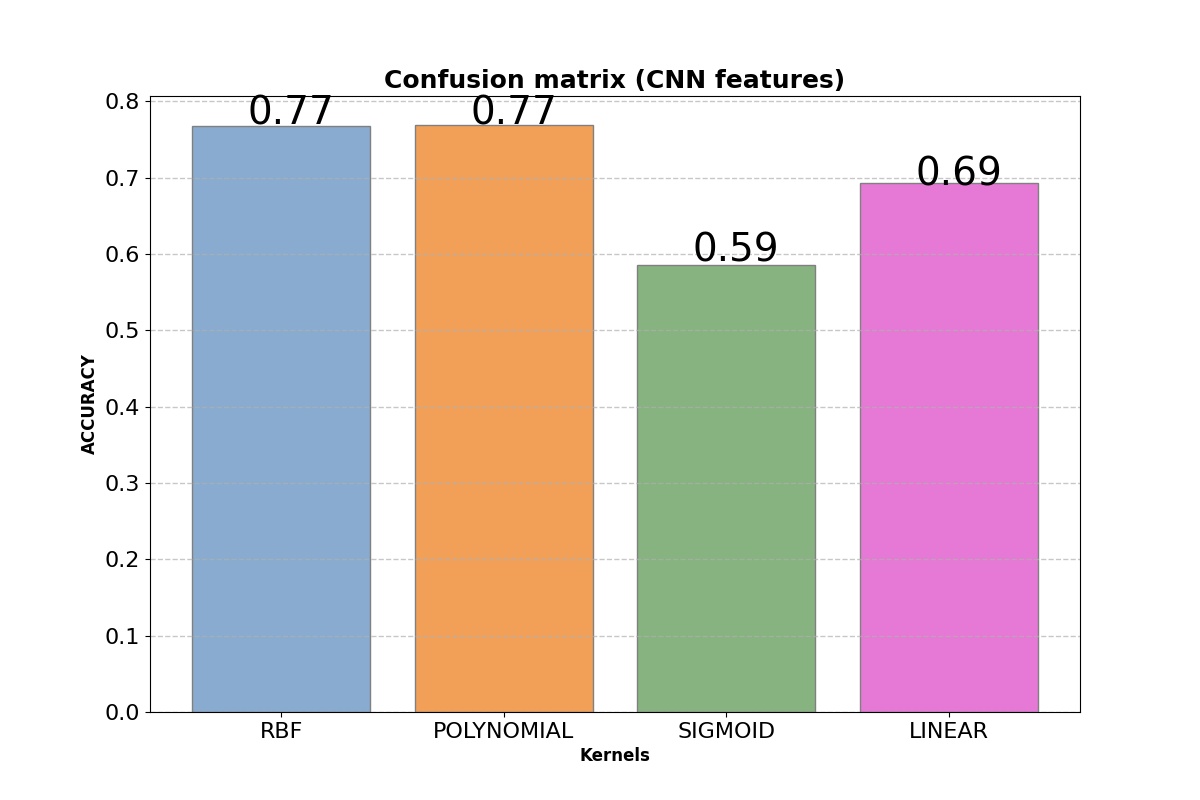 Confusion matrix (CNN features)
0.8
0.7
0.6
0.5
0.4
0.3
0.2
0.1
0.0
ACCURACY
0.77
0.77
0.59
0.69
RBF
POLYNOMIAL
SIGMOID
LINEAR
Kernels